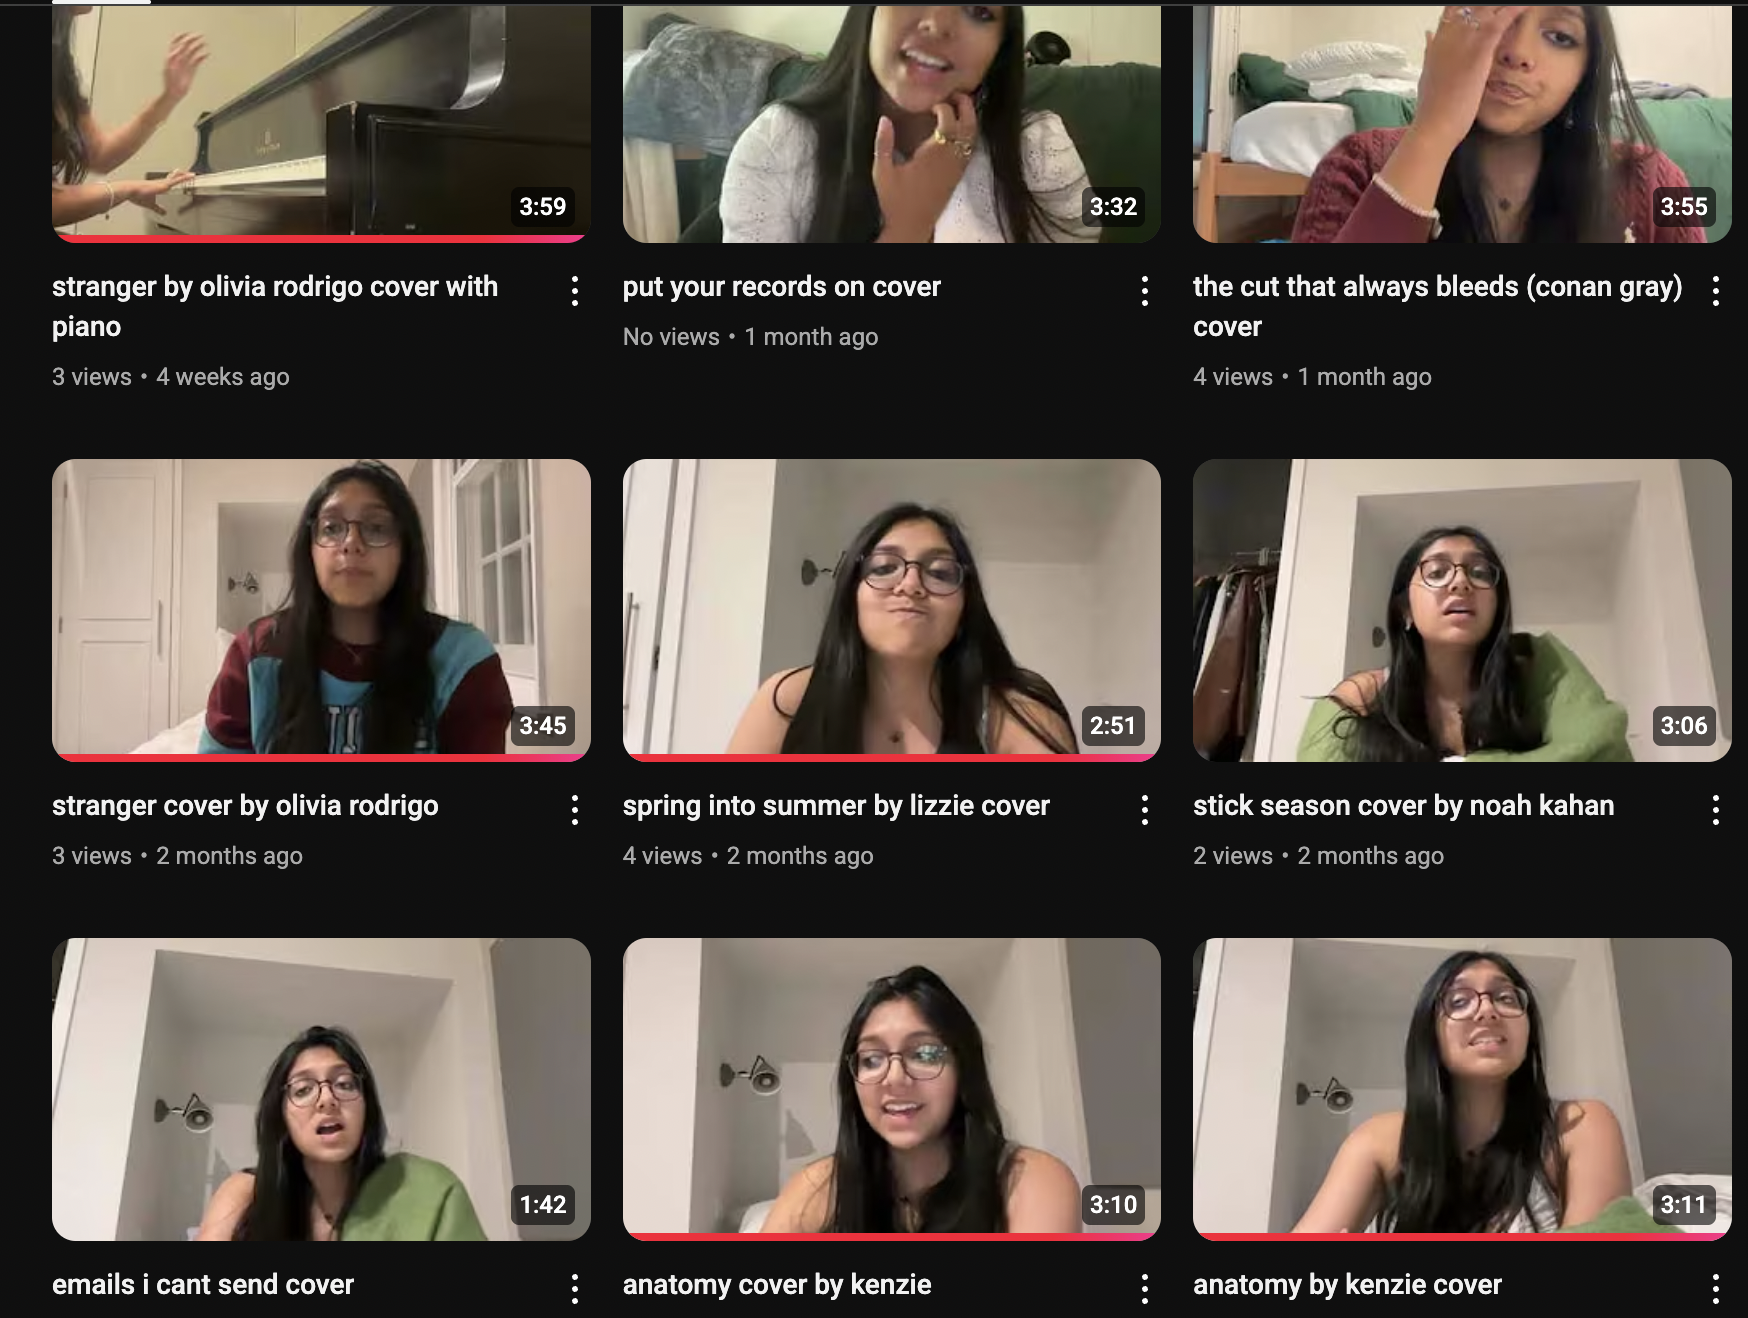 3:59
3:32
3:55
stranger by olivia rodrigo cover with
piano
3 views • 4 weeks ago
put your records on cover
No views • 1 month ago
the cut that always bleeds (conan gray)
cover
4 views • 1 month ago
3:45
2:51
3:06
stranger cover by olivia rodrigo
3 views • 2 months ago
spring into summer by lizzie cover
4 views • 2 months ago
stick season cover by noah kahan
2 views • 2 months ago
1:42
3:10
3:11
emails i cant send cover
anatomy cover by kenzie
anatomy by kenzie cover